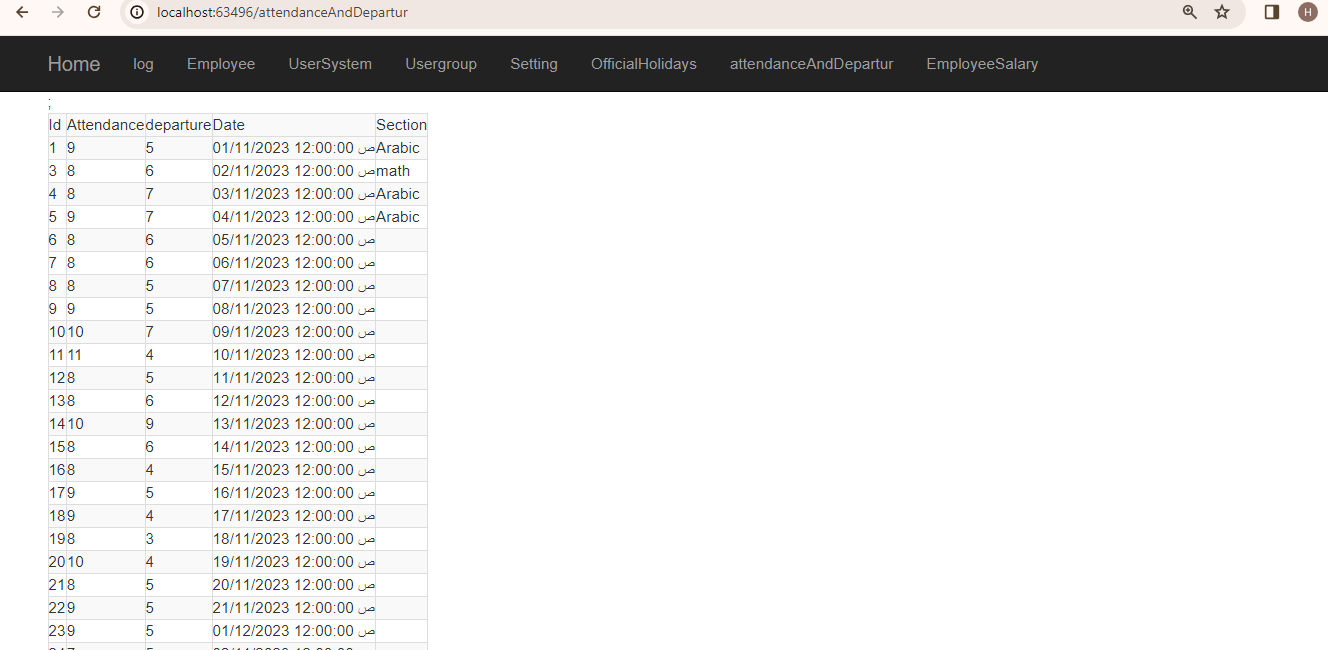 localhost:63496/attendanceAndDepartur
H
Home log Employee UserSystem Usergroup Setting OfficialHolidays attendanceAndDepartur EmployeeSalary
;
Id Attendance departure Date Section
1 9 5 01/11/2023 12:00:00 ص Arabic
3 8 6 02/11/2023 12:00:00 ص math
4 8 7 03/11/2023 12:00:00 ص Arabic
5 9 7 04/11/2023 12:00:00 ص Arabic
6 8 6 05/11/2023 12:00:00 ص
7 8 6 06/11/2023 12:00:00 ص
8 8 5 07/11/2023 12:00:00 ص
9 9 5 08/11/2023 12:00:00 ص
10 10 7 09/11/2023 12:00:00 ص
11 11 4 10/11/2023 12:00:00 ص
12 8 5 11/11/2023 12:00:00 ص
13 8 6 12/11/2023 12:00:00 ص
14 10 9 13/11/2023 12:00:00 ص
15 8 6 14/11/2023 12:00:00 ص
16 8 4 15/11/2023 12:00:00 ص
17 9 5 16/11/2023 12:00:00 ص
18 9 4 17/11/2023 12:00:00 ص
19 8 3 18/11/2023 12:00:00 ص
20 10 4 19/11/2023 12:00:00 ص
21 8 5 20/11/2023 12:00:00 ص
22 9 5 21/11/2023 12:00:00 ص
23 9 5 01/12/2023 12:00:00 ص